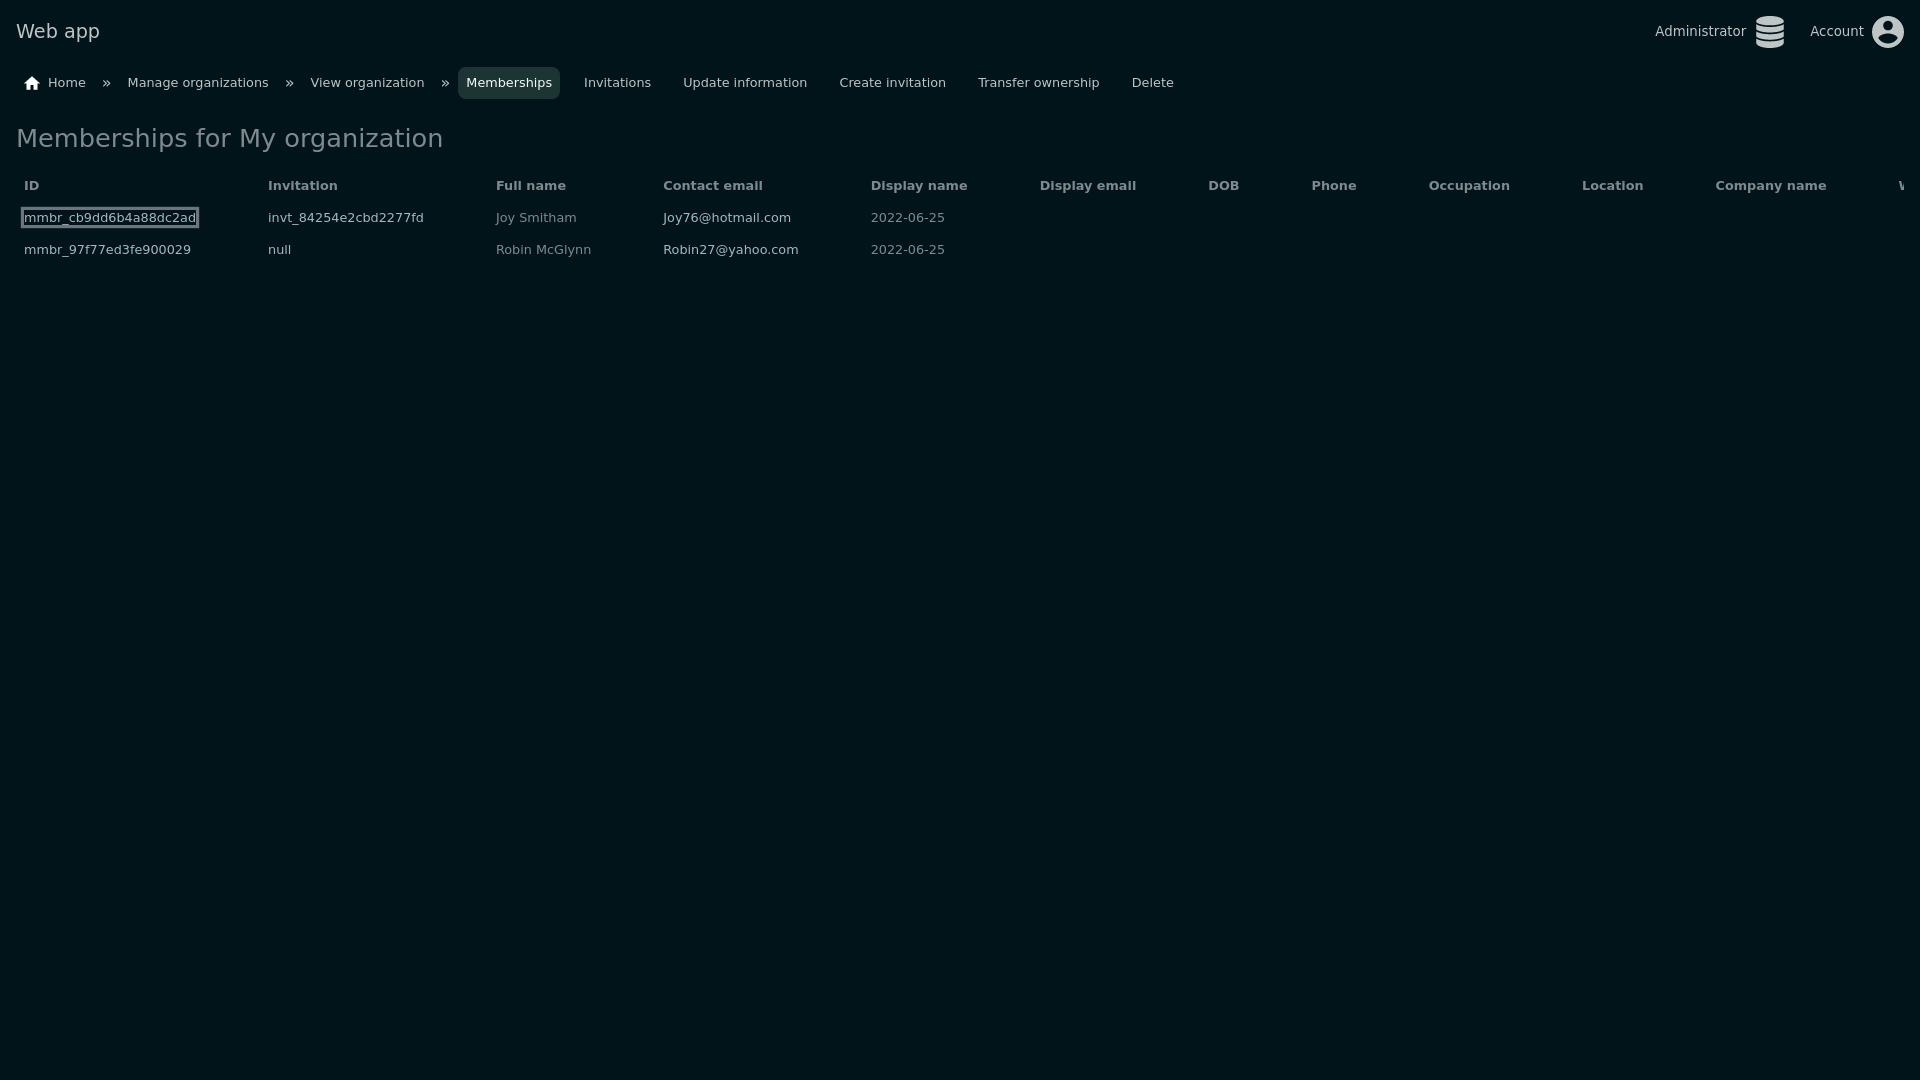 Web app Administrator Account
Home » Manage organizations » View organization » Memberships Invitations Update information Create invitation Transfer ownership Delete
Memberships for My organization
ID Invitation Full name Contact email Display name Display email DOB Phone Occupation Location Company name
mmbr_cb9dd6b4a88dc2ad invt_84254e2cbd2277fd Joy Smitham Joy76@hotmail.com 2022-06-25
mmbr_97f77ed3fe900029 null Robin McGlynn Robin27@yahoo.com 2022-06-25